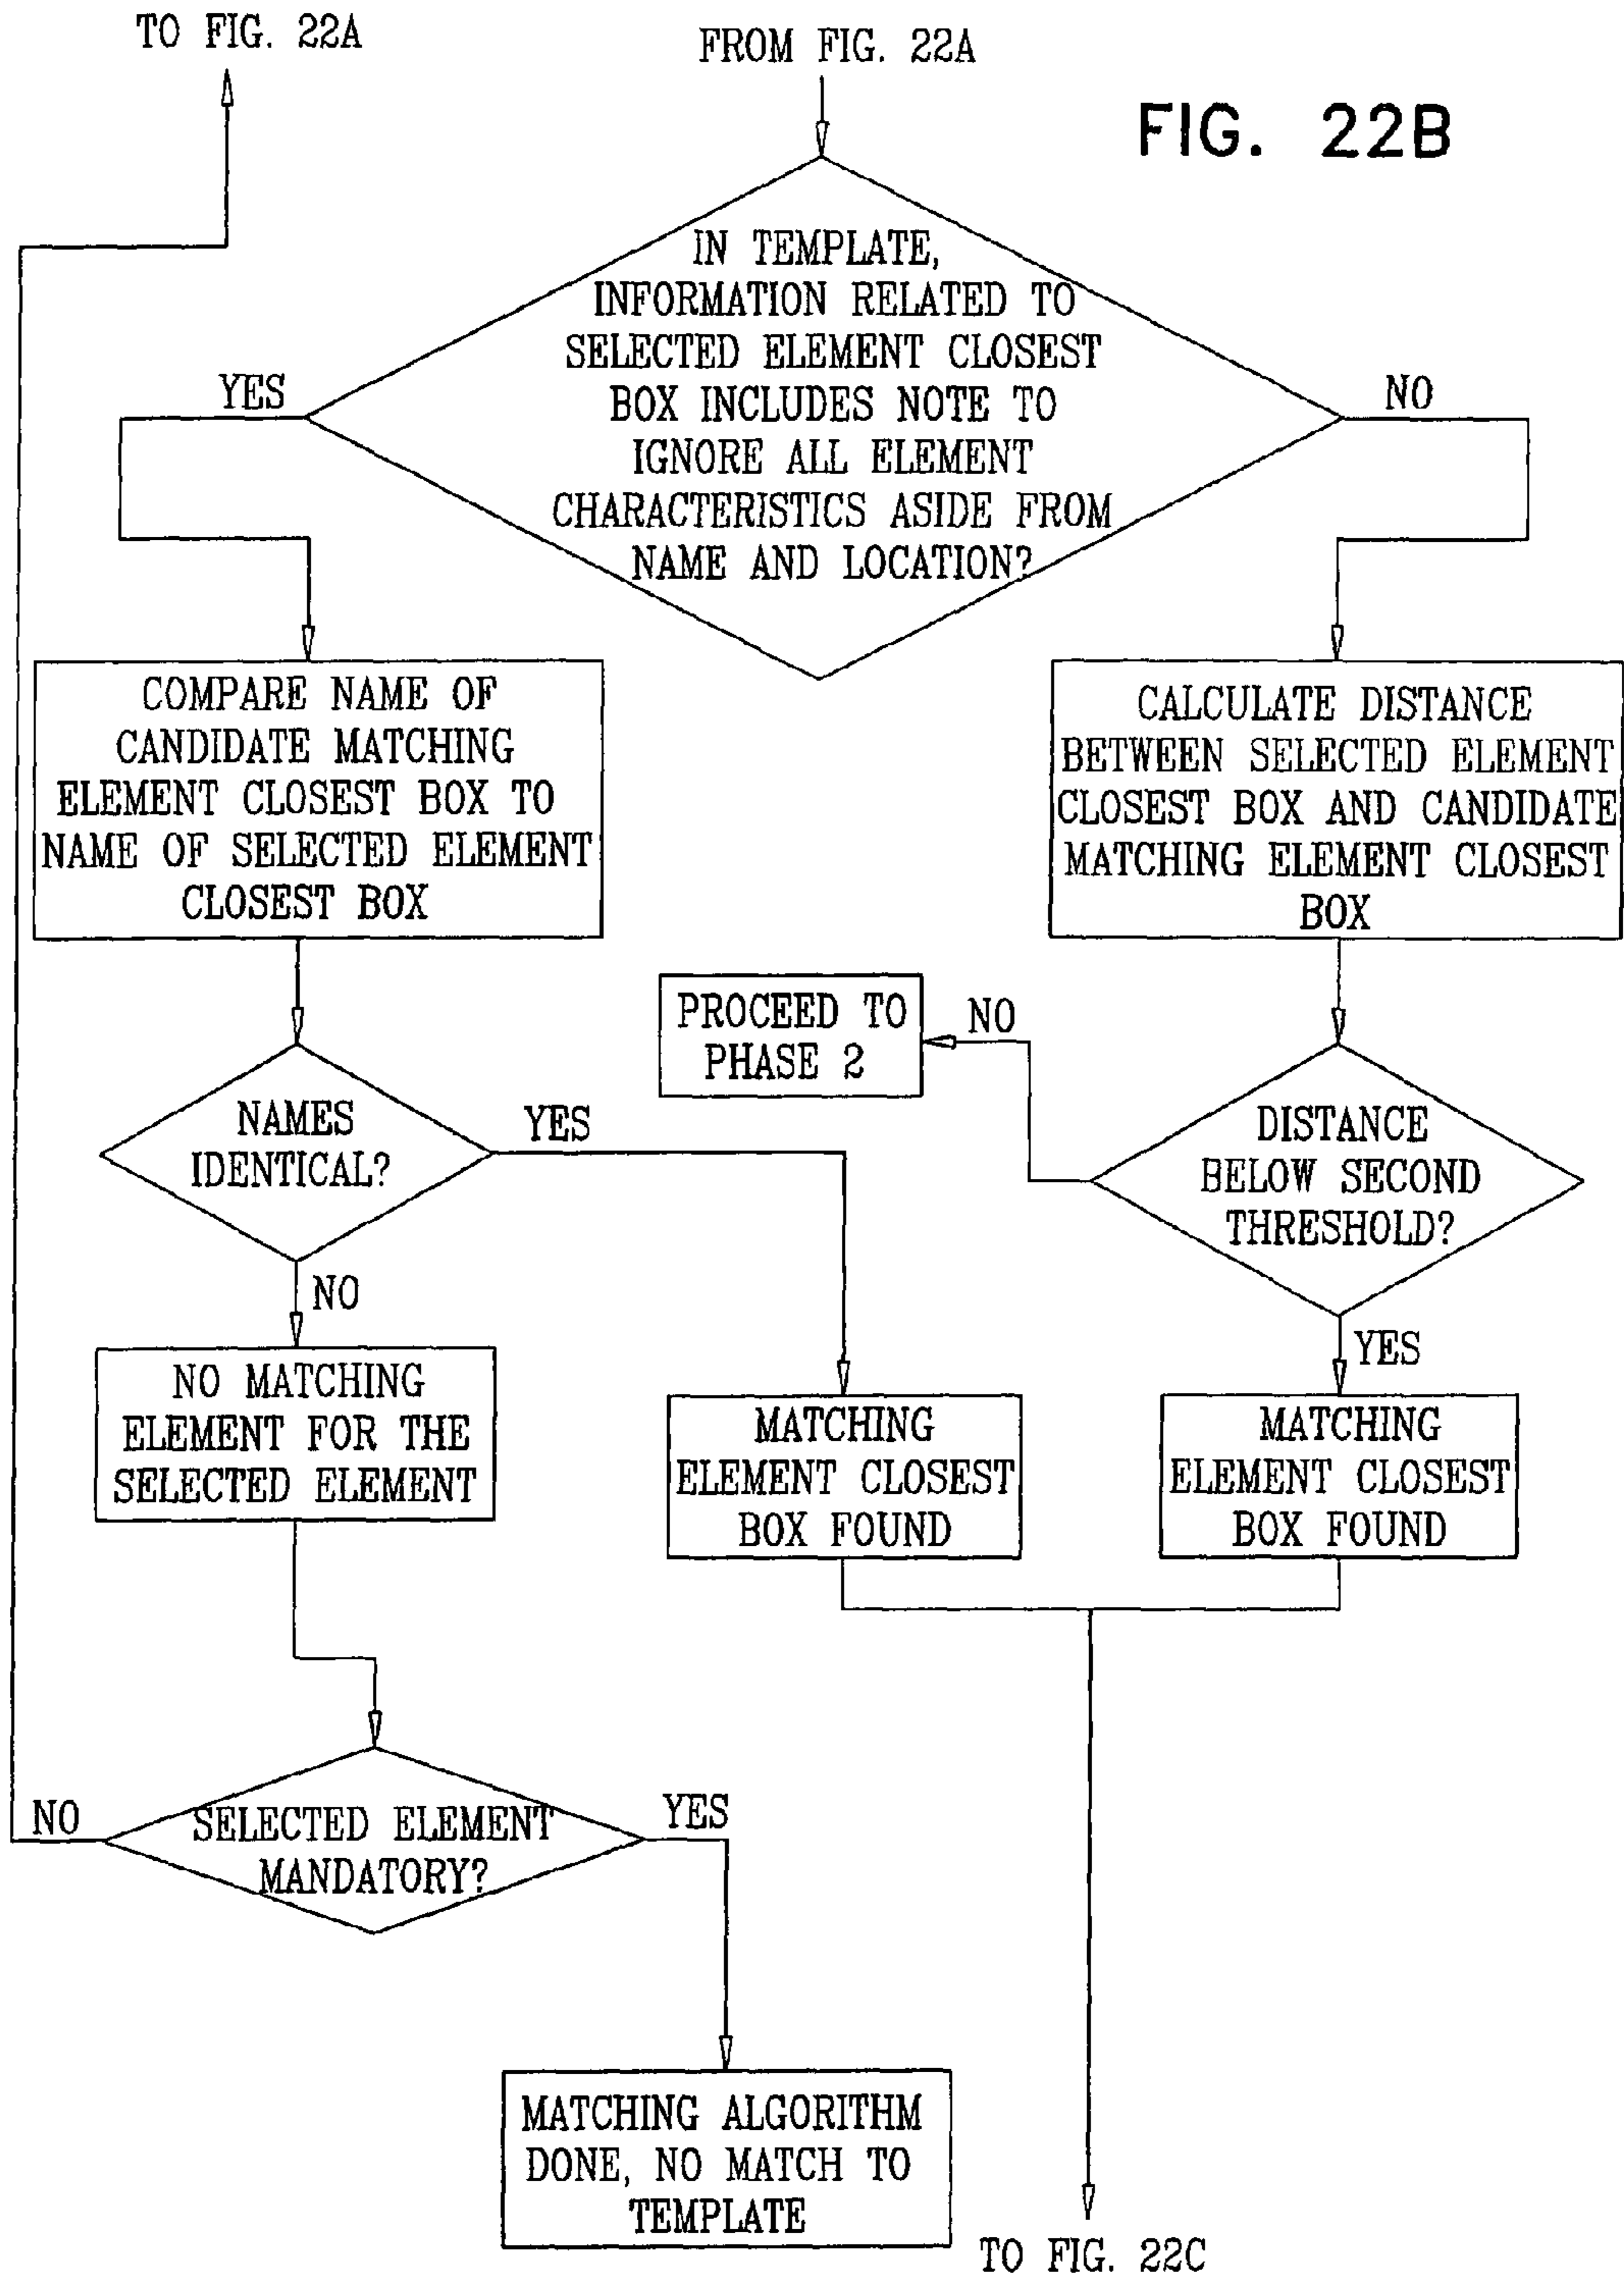 TO FIG. 22A
FROM FIG. 22A
FIG. 22B
IN TEMPLATE,
INFORMATION RELATED TO
SELECTED ELEMENT CLOSEST
BOX INCLUDES NOTE TO
IGNORE ALL ELEMENT
CHARACTERISTICS ASIDE FROM
NAME AND LOCATION?
YES
NO
COMPARE NAME OF
CANDIDATE MATCHING
ELEMENT CLOSEST BOX TO
NAME OF SELECTED ELEMENT
CLOSEST BOX
CALCULATE DISTANCE
BETWEEN SELECTED ELEMENT
CLOSEST BOX AND CANDIDATE
MATCHING ELEMENT CLOSEST
BOX
PROCEED TO
PHASE 2
NO
NAMES
IDENTICAL?
YES
DISTANCE
BELOW SECOND
THRESHOLD?
NO
YES
NO MATCHING
ELEMENT FOR THE
SELECTED ELEMENT
MATCHING
ELEMENT CLOSEST
BOX FOUND
MATCHING
ELEMENT CLOSEST
BOX FOUND
NO
SELECTED ELEMENT
MANDATORY?
YES
MATCHING ALGORITHM
DONE, NO MATCH TO
TEMPLATE
TO FIG. 22C